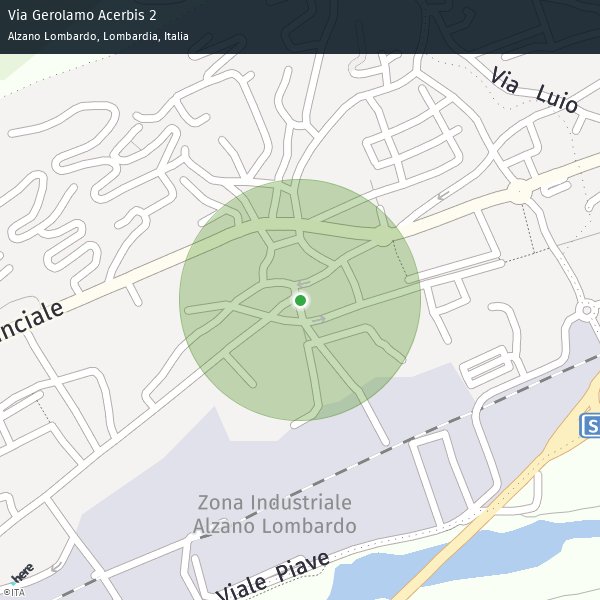 Via Gerolamo Acerbis 2
Alzano Lombardo, Lombardia, Italia
Via Luio
nciale
S
Zona Industriale
Alzano Lombardo
Viale Piave
here
©ITA